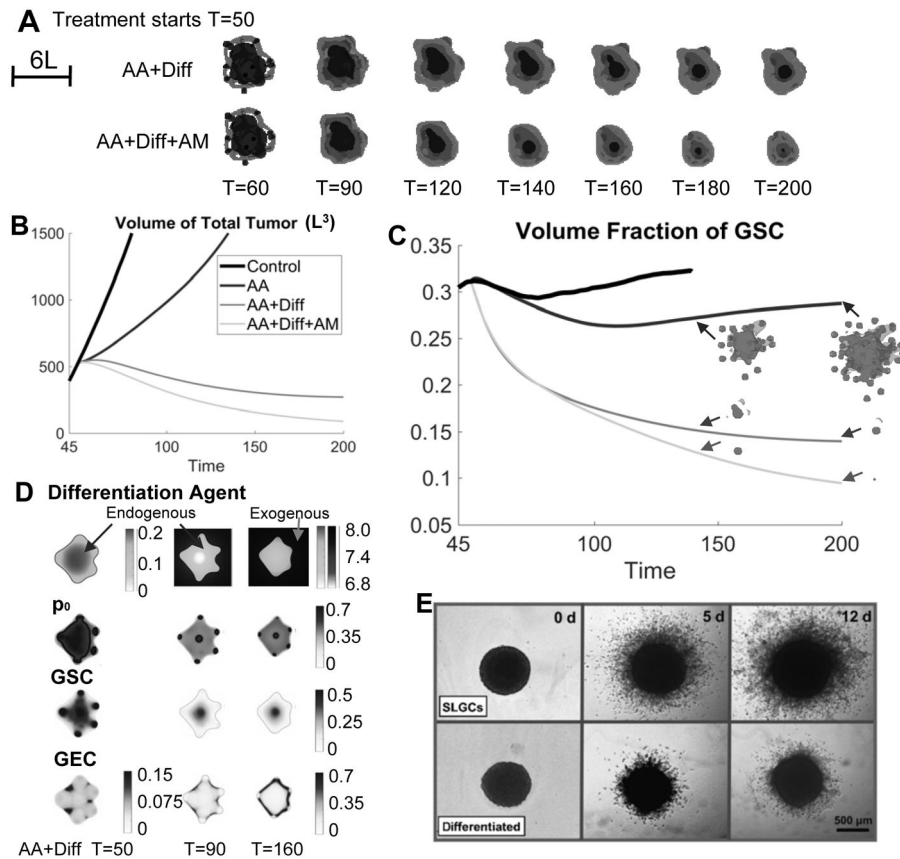 A Treatment starts T=50
6L
AA+Diff
AA+Diff+AM
T=60 T=90 T=120 T=140 T=160 T=180 T=200
B Volume of Total Tumor (L³)
1500
1000
500
0
Control
AA
AA+Diff
AA+Diff+AM
45 100 150 200
Time
C Volume Fraction of GSC
0.35
0.3
0.25
0.2
0.15
0.1
0.05
45 100 150 200
Time
D Differentiation Agent
Endogenous Exogenous
0.2
0.1
0
8.0
7.4
6.8
p₀
0.7
0.35
0
GSC
0.5
0.25
0
GEC
0.15
0.075
0
0.7
0.35
0
AA+Diff T=50 T=90 T=160
E
0 d 5 d 12 d
SLGCs
Differentiated
500 µm